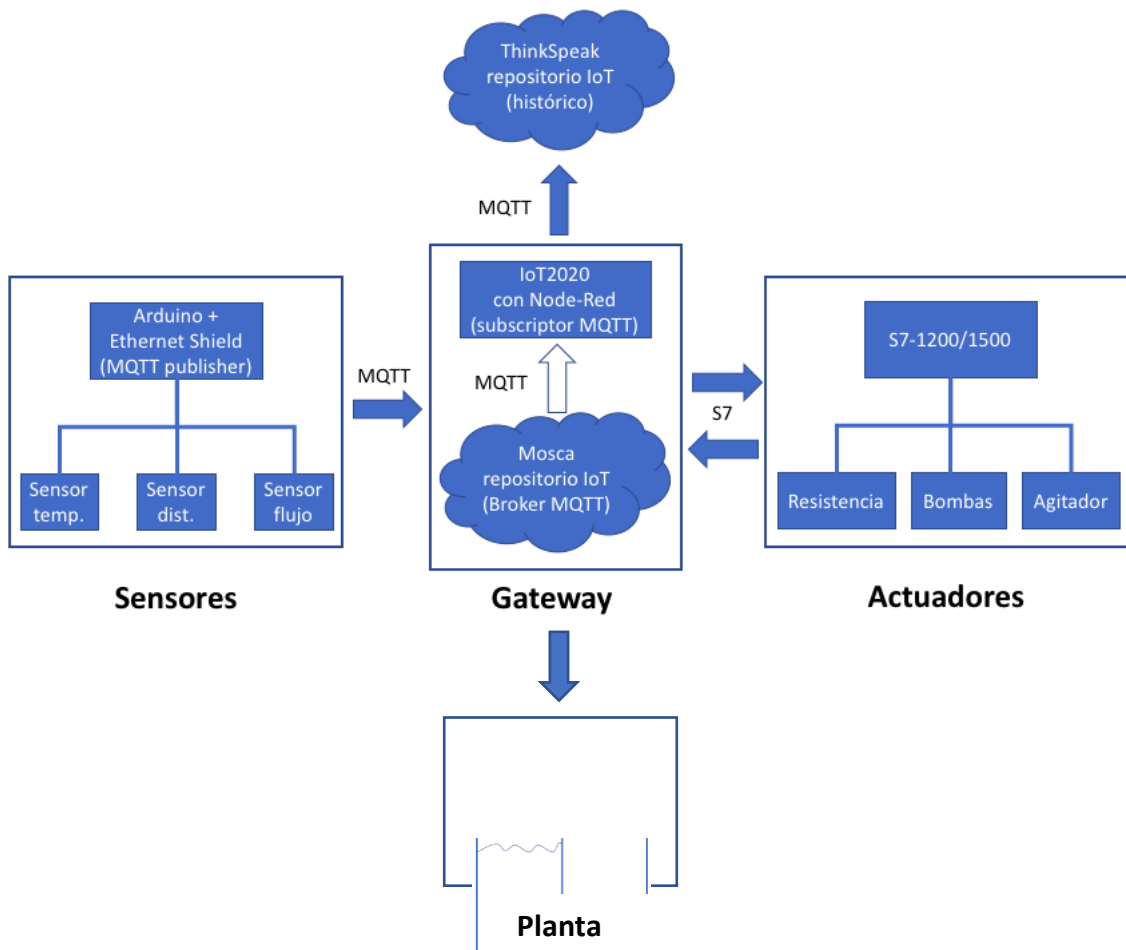 ThinkSpeak
repositorio IoT
(histórico)
MQTT
IoT2020
con Node-Red
(subscriptor MQTT)
Arduino +
Ethernet Shield
(MQTT publisher)
S7-1200/1500
MQTT
MQTT
S7
Mosca
repositorio IoT
(Broker MQTT)
Sensor
temp.
Sensor
dist.
Sensor
flujo
Resistencia
Bombas
Agitador
Sensores
Gateway
Actuadores
Planta